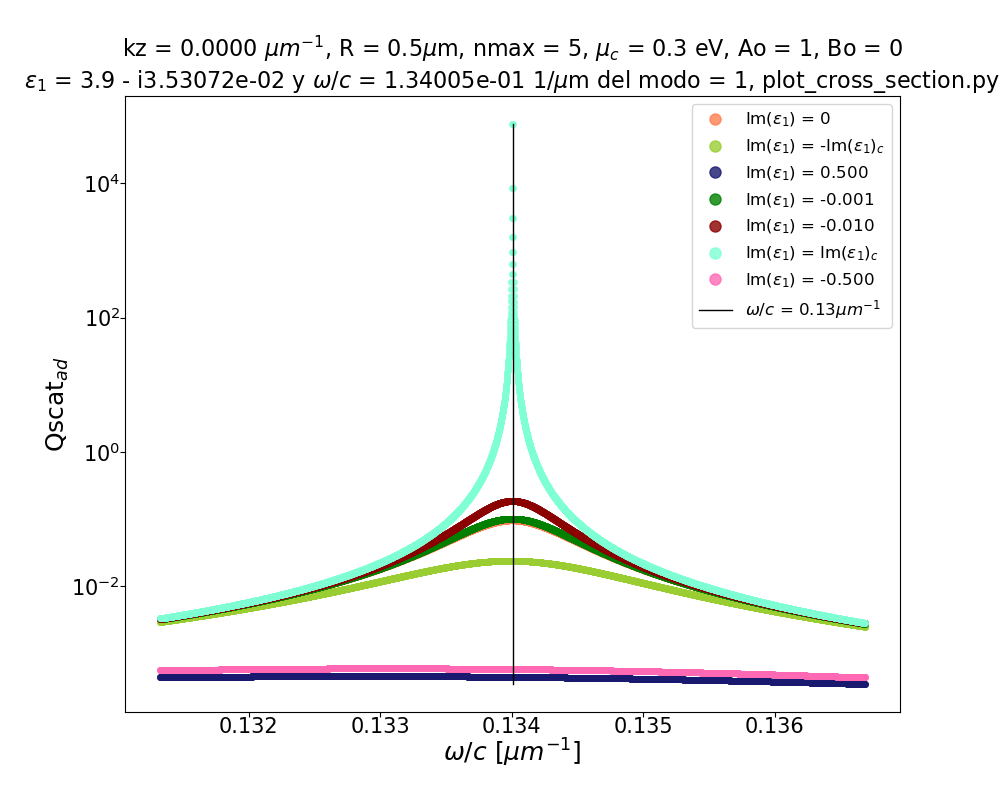 kz = 0.0000 μm⁻¹, R = 0.5μm, nmax = 5, μ_c = 0.3 eV, Ao = 1, Bo = 0
ε₁ = 3.9 - i3.53072e-02 y ω/c = 1.34005e-01 1/μm del modo = 1, plot_cross_section.py
Im(ε₁) = 0
Im(ε₁) = -Im(ε₁)_c
Im(ε₁) = 0.500
Im(ε₁) = -0.001
Im(ε₁) = -0.010
Im(ε₁) = Im(ε₁)_c
Im(ε₁) = -0.500
ω/c = 0.13μm⁻¹
Qscat_ad
10⁴
10²
10⁰
10⁻²
0.132 0.133 0.134 0.135 0.136
ω/c [μm⁻¹]